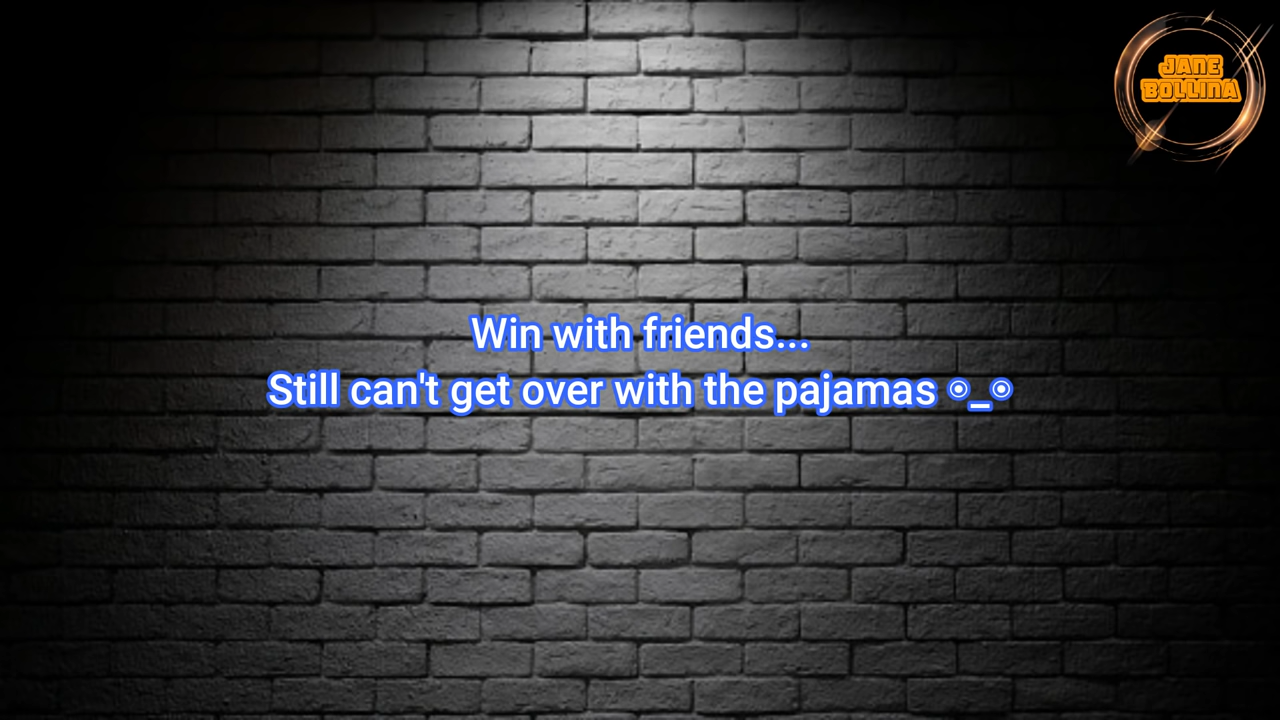 JANE
BOLLINA
Win with friends...
Still can't get over with the pajamas ◉_◉